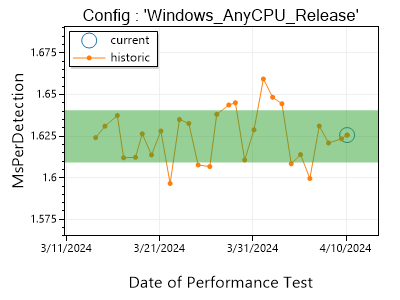 Config : 'Windows_AnyCPU_Release'
current
historic
1.675
1.65
1.625
1.6
1.575
MsPerDetection
3/11/2024 3/21/2024 3/31/2024 4/10/2024
Date of Performance Test